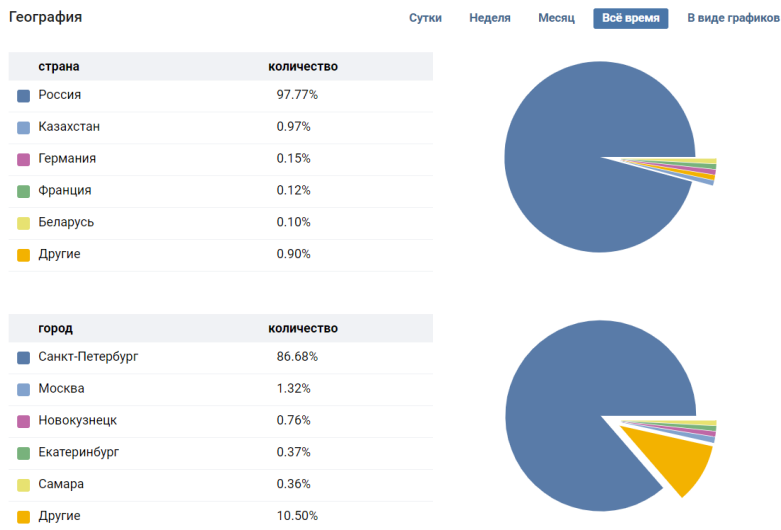 География Сутки Неделя Месяц Всё время В виде графиков
страна количество
Россия 97.77%
Казахстан 0.97%
Германия 0.15%
Франция 0.12%
Беларусь 0.10%
Другие 0.90%
город количество
Санкт-Петербург 86.68%
Москва 1.32%
Новокузнецк 0.76%
Екатеринбург 0.37%
Самара 0.36%
Другие 10.50%